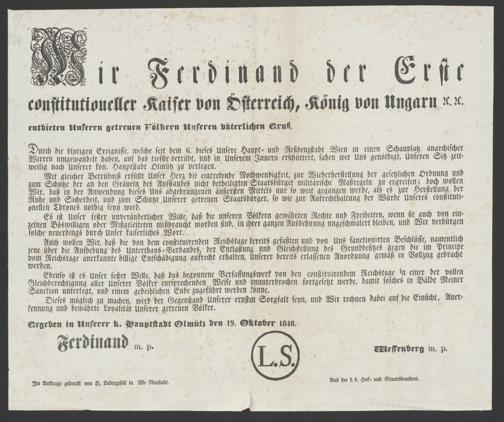 Wir Ferdinand der Erste
constitutioneller Kaiser von Österreich, König von Ungarn ꝛc. ꝛc.
entbieten Unseren getreuen Völkern Unseren väterlichen Gruß.
Durch die blutigen Ereignisse, welche seit dem 6. dieses Unsere Haupt- und Residenzstadt Wien in einen Schauplatz anarchischer
Wirren umgewandelt haben, auf das tiefste betrübt, und in Unserem Innern erschüttert, sahen wir Uns genöthigt, Unseren Sitz zeit-
weilig nach Unserer kön. Hauptstadt Olmütz zu verlegen.
Mit gleicher Betrübniß erfüllt Unser Herz die eintretende Nothwendigkeit, zur Wiederherstellung der gesetzlichen Ordnung und
zum Schutze der an den Gräueln des Aufstandes nicht betheiligten Staatsbürger militärische Maßregeln zu ergreifen; doch wollen
Wir, daß in der Anwendung dieses Uns abgedrungenen äußersten Mittels nur so weit gegangen werde, als es zur Herstellung der
Ruhe und Sicherheit, und zum Schutze Unserer getreuen Staatsbürger, so wie zur Aufrechthaltung der Würde Unseres constituti-
onellen Thrones nöthig seyn wird.
Es ist Unser fester unveränderlicher Wille, daß die unseren Völkern gewährten Rechte und Freiheiten, wenn sie auch von ein-
zelnen Böswilligen oder Mißgeleiteten mißbraucht worden sind, in ihrer ganzen Ausdehnung ungeschmälert bleiben, und Wir verbürgen
solche neuerdings durch Unser kaiserliches Wort.
Auch wollen Wir, daß die von dem constituirenden Reichstage bereits gefaßten und von Uns sanctionirten Beschlüsse, namentlich
jene über die Aufhebung des Unterthans-Verbandes, der Entlastung und Gleichstellung des Grundbesitzes gegen die im Principe
vom Reichstage anerkannte billige Entschädigung aufrecht erhalten, Unserer bereits erlassenen Anordnung gemäß in Vollzug gebracht
werden.
Ebenso ist es Unser fester Wille, daß das begonnene Verfassungswerk von dem constituirenden Reichstage in einer der vollen
Gleichberechtigung aller Unserer Völker entsprechenden Weise und ununterbrochen fortgesetzt werde, damit solches in Bälde Meiner
Sanction unterlegt, und einem gedeihlichen Ende zugeführt werden könne.
Dieses möglich zu machen, wird der Gegenstand Unserer ernsten Sorgfalt seyn, und Wir rechnen dabei auf die Einsicht, Aner-
kennung und bewährte Loyalität Unserer getreuen Völker.
Gegeben in Unserer k. Hauptstadt Olmütz den 19. Oktober 1848.
Ferdinand m. p.
L.S.
Wessenberg m. p.
Im Auftrage gedruckt von in Wr Neustadt.
Aus der k. k. Hof- und Staatsdruckerei.